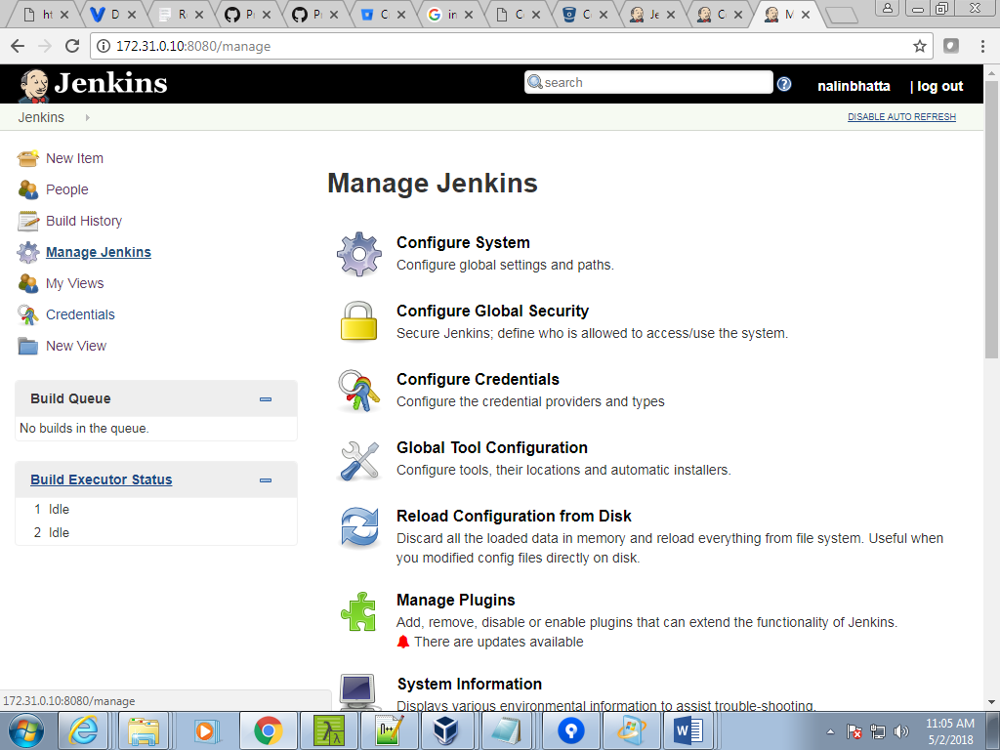 ht
D
R
P
P
C
in
C
C
Je
C
M
172.31.0.10:8080/manage
Jenkins
search
nalinbhatta
| log out
Jenkins
DISABLE AUTO REFRESH
New Item
People
Build History
Manage Jenkins
My Views
Credentials
New View
Build Queue
No builds in the queue.
Build Executor Status
1 Idle
2 Idle
Manage Jenkins
Configure System
Configure global settings and paths.
Configure Global Security
Secure Jenkins; define who is allowed to access/use the system.
Configure Credentials
Configure the credential providers and types
Global Tool Configuration
Configure tools, their locations and automatic installers.
Reload Configuration from Disk
Discard all the loaded data in memory and reload everything from file system. Useful when
you modified config files directly on disk.
Manage Plugins
Add, remove, disable or enable plugins that can extend the functionality of Jenkins.
There are updates available
System Information
Displays various environmental information to assist trouble-shooting.
172.31.0.10:8080/manage
11:05 AM
5/2/2018